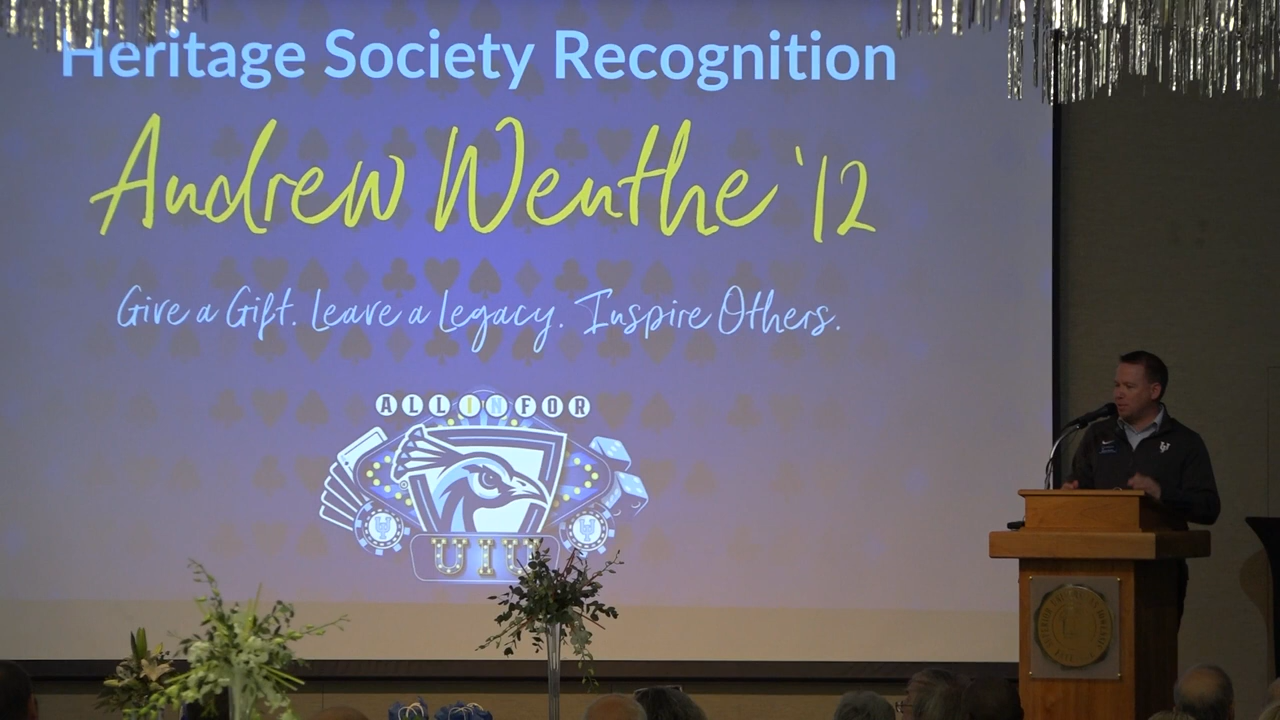 Heritage Society Recognition
Andrew Wenthe '12
Give a Gift. Leave a Legacy. Inspire Others.
ALL IN FOR
UIU